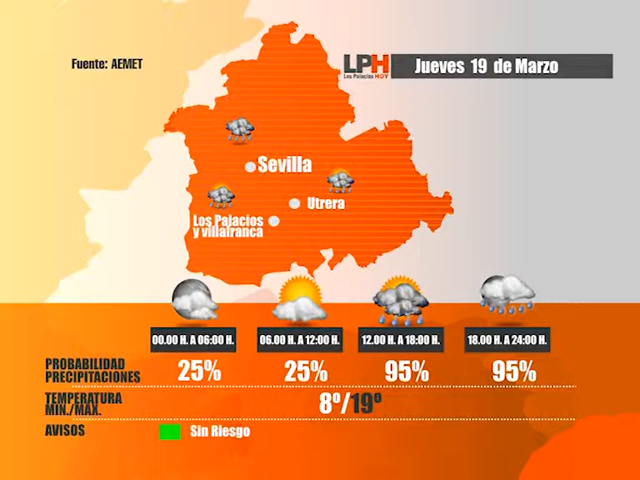 Fuente: AEMET
LPH
Los Palacios HOY
Jueves 19 de Marzo
Sevilla
Utrera
Los Palacios
y villafranca
00.00 H. A 06:00 H.
06.00 H. A 12:00 H.
12.00 H. A 18:00 H.
18.00 H. A 24:00 H.
PROBABILIDAD
PRECIPITACIONES
25%
25%
95%
95%
TEMPERATURA
MIN./MAX.
8º/19º
AVISOS
Sin Riesgo